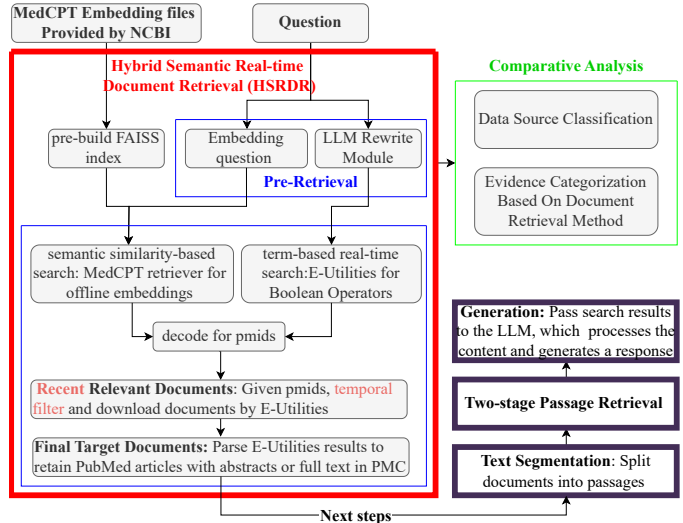 MedCPT Embedding files
Provided by NCBI
Question
Hybrid Semantic Real-time
Document Retrieval (HSRDR)
Comparative Analysis
pre-build FAISS
index
Embedding
question
LLM Rewrite
Module
Pre-Retrieval
Data Source Classification
Evidence Categorization
Based On Document
Retrieval Method
semantic similarity-based
search: MedCPT retriever for
offline embeddings
term-based real-time
search:E-Utilities for
Boolean Operators
decode for pmids
Recent Relevant Documents: Given pmids, temporal
filter and download documents by E-Utilities
Final Target Documents: Parse E-Utilities results to
retain PubMed articles with abstracts or full text in PMC
Generation: Pass search results
to the LLM, which processes the
content and generates a response
Two-stage Passage Retrieval
Text Segmentation: Split
documents into passages
Next steps